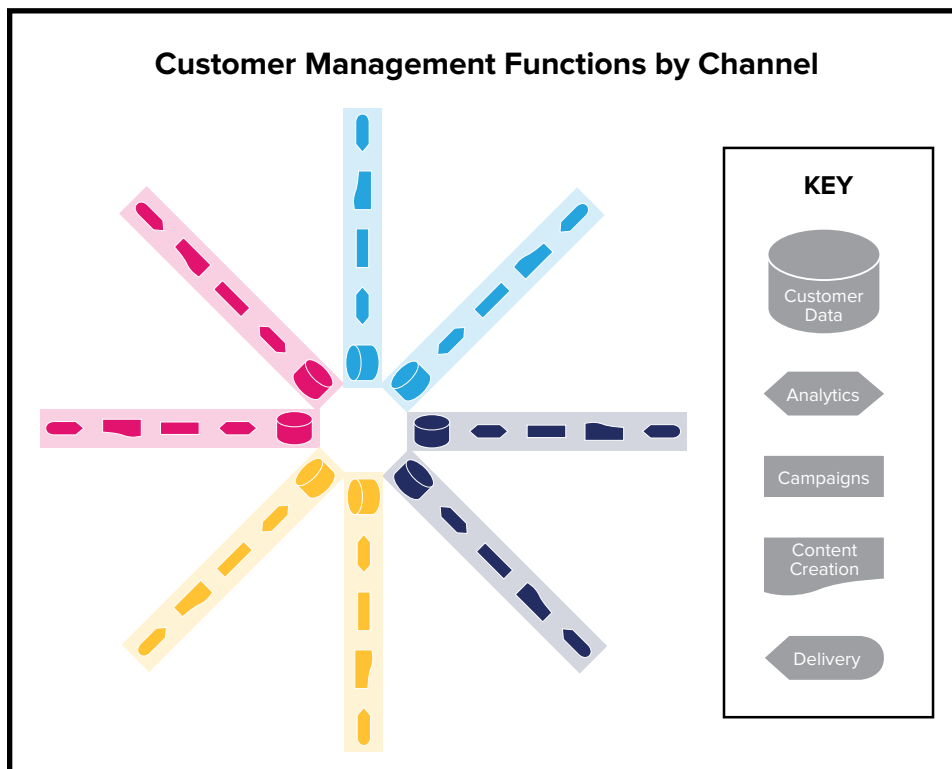 Customer Management Functions by Channel
KEY
Customer
Data
Analytics
Campaigns
Content
Creation
Delivery